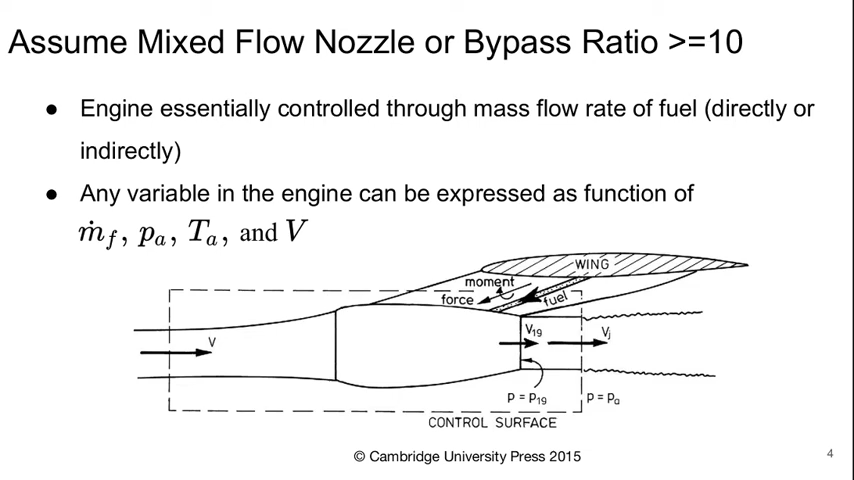 Assume Mixed Flow Nozzle or Bypass Ratio >=10
● Engine essentially controlled through mass flow rate of fuel (directly or
indirectly)
● Any variable in the engine can be expressed as function of
ṁ_f, p_a, T_a, and V
WING
moment
force
fuel
V
V₁₉
Vⱼ
p = p₁₉
p = pₐ
CONTROL SURFACE
© Cambridge University Press 2015
4